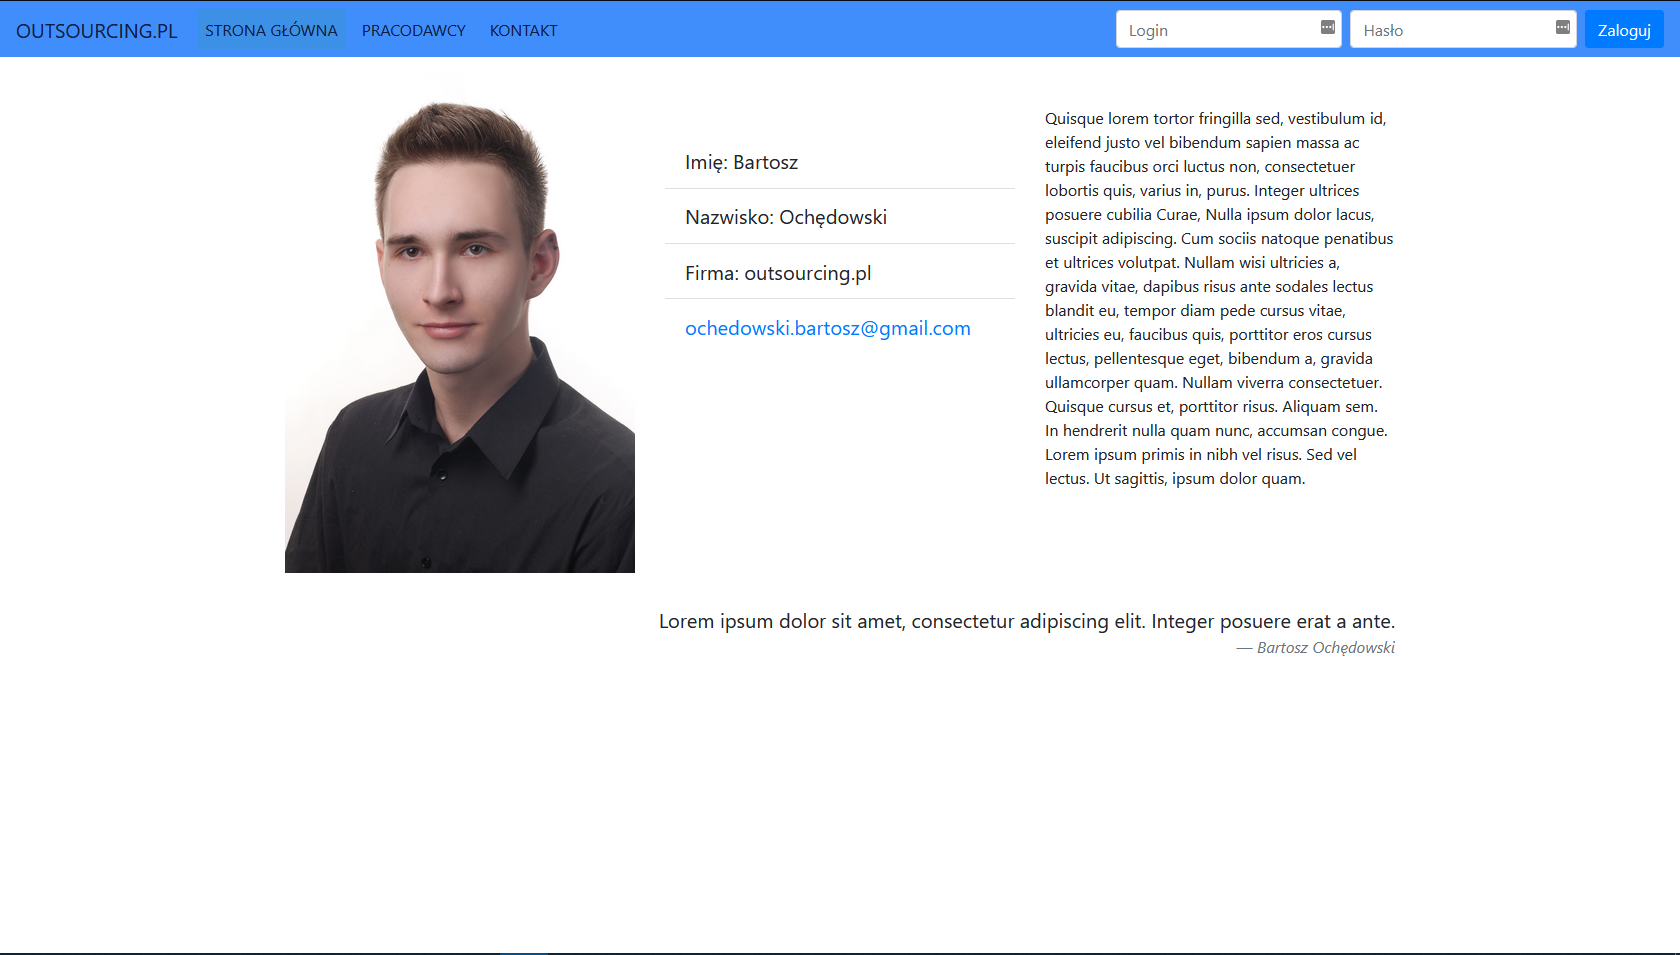 OUTSOURCING.PL STRONA GŁÓWNA PRACODAWCY KONTAKT Login Hasło Zaloguj
Imię: Bartosz
Nazwisko: Ochędowski
Firma: outsourcing.pl
ochedowski.bartosz@gmail.com
Quisque lorem tortor fringilla sed, vestibulum id,
eleifend justo vel bibendum sapien massa ac
turpis faucibus orci luctus non, consectetuer
lobortis quis, varius in, purus. Integer ultrices
posuere cubilia Curae, Nulla ipsum dolor lacus,
suscipit adipiscing. Cum sociis natoque penatibus
et ultrices volutpat. Nullam wisi ultricies a,
gravida vitae, dapibus risus ante sodales lectus
blandit eu, tempor diam pede cursus vitae,
ultricies eu, faucibus quis, porttitor eros cursus
lectus, pellentesque eget, bibendum a, gravida
ullamcorper quam. Nullam viverra consectetuer.
Quisque cursus et, porttitor risus. Aliquam sem.
In hendrerit nulla quam nunc, accumsan congue.
Lorem ipsum primis in nibh vel risus. Sed vel
lectus. Ut sagittis, ipsum dolor quam.
Lorem ipsum dolor sit amet, consectetur adipiscing elit. Integer posuere erat a ante.
— Bartosz Ochędowski